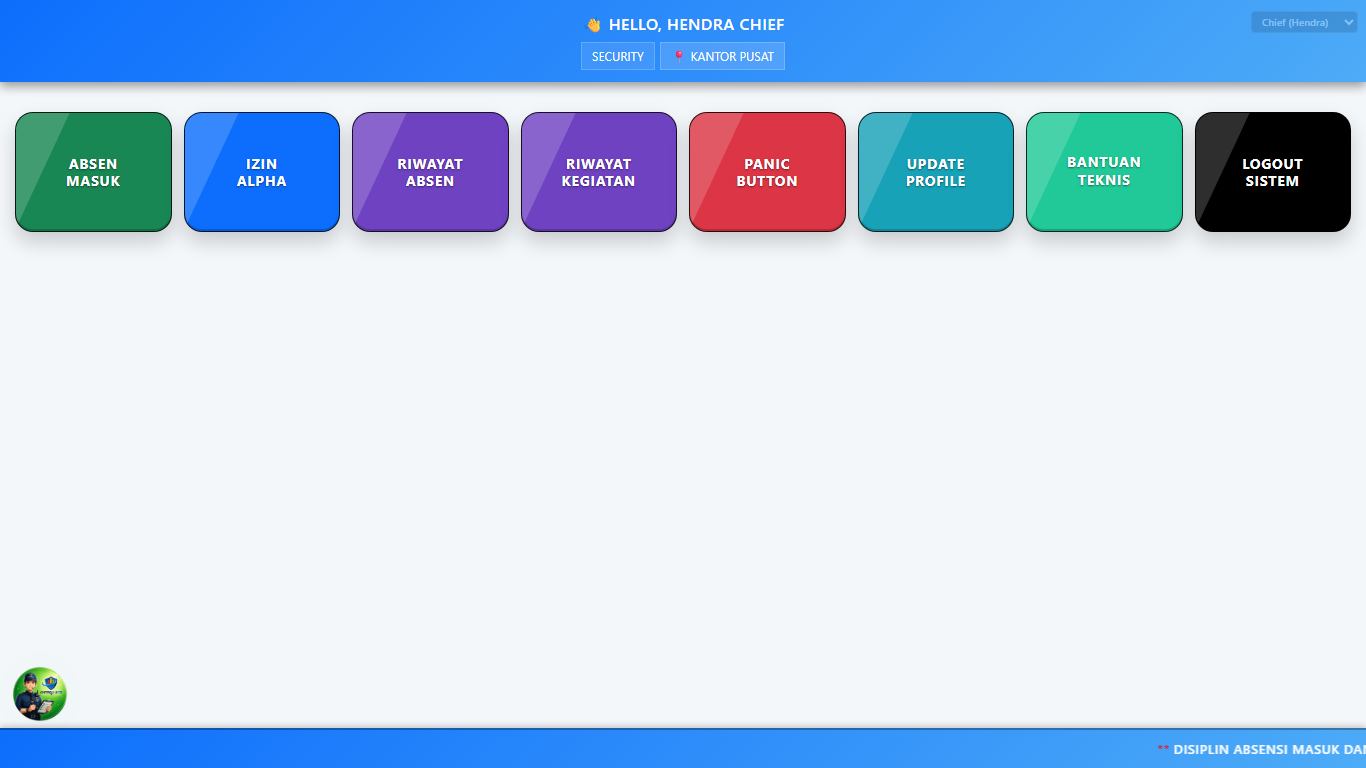 👋 HELLO, HENDRA CHIEF
Chief (Hendra)
SECURITY
📍 KANTOR PUSAT
ABSEN
MASUK
IZIN
ALPHA
RIWAYAT
ABSEN
RIWAYAT
KEGIATAN
PANIC
BUTTON
UPDATE
PROFILE
BANTUAN
TEKNIS
LOGOUT
SISTEM
** DISIPLIN ABSENSI MASUK DAN